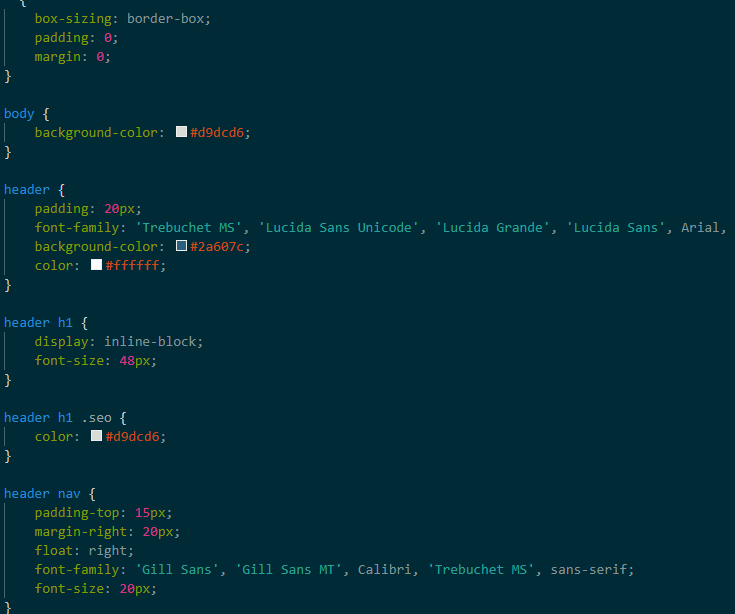 {
    box-sizing: border-box;
    padding: 0;
    margin: 0;
}

body {
    background-color: #d9dcd6;
}

header {
    padding: 20px;
    font-family: 'Trebuchet MS', 'Lucida Sans Unicode', 'Lucida Grande', 'Lucida Sans', Arial,
    background-color: #2a607c;
    color: #ffffff;
}

header h1 {
    display: inline-block;
    font-size: 48px;
}

header h1 .seo {
    color: #d9dcd6;
}

header nav {
    padding-top: 15px;
    margin-right: 20px;
    float: right;
    font-family: 'Gill Sans', 'Gill Sans MT', Calibri, 'Trebuchet MS', sans-serif;
    font-size: 20px;
}